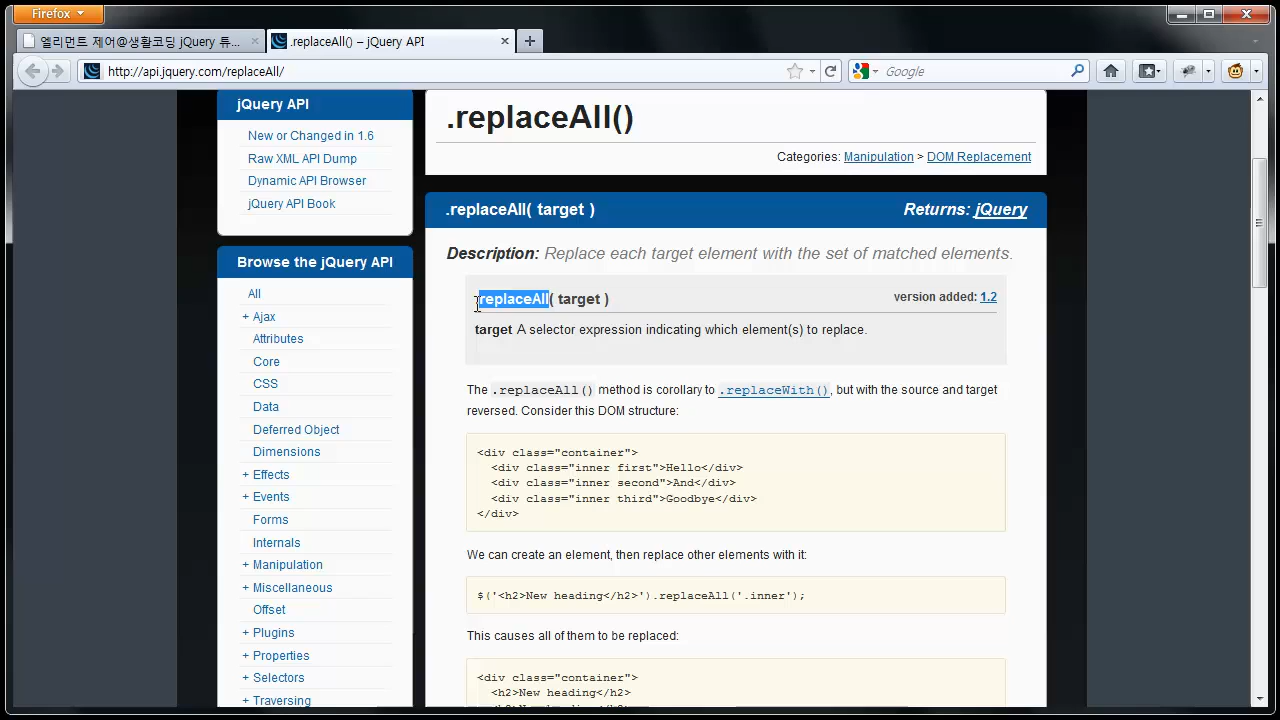 Firefox
엘리먼트 제어@생활코딩 jQuery 튜...
.replaceAll() – jQuery API
http://api.jquery.com/replaceAll/
Google
jQuery API
New or Changed in 1.6
Raw XML API Dump
Dynamic API Browser
jQuery API Book
Browse the jQuery API
All
+ Ajax
Attributes
Core
CSS
Data
Deferred Object
Dimensions
+ Effects
+ Events
Forms
Internals
+ Manipulation
+ Miscellaneous
Offset
+ Plugins
+ Properties
+ Selectors
+ Traversing
.replaceAll()
Categories: Manipulation > DOM Replacement
.replaceAll( target ) Returns: jQuery
Description: Replace each target element with the set of matched elements.
.replaceAll( target ) version added: 1.2
target A selector expression indicating which element(s) to replace.
The .replaceAll() method is corollary to .replaceWith(), but with the source and target
reversed. Consider this DOM structure:
<div class="container">
<div class="inner first">Hello</div>
<div class="inner second">And</div>
<div class="inner third">Goodbye</div>
</div>
We can create an element, then replace other elements with it:
$('<h2>New heading</h2>').replaceAll('.inner');
This causes all of them to be replaced:
<div class="container">
<h2>New heading</h2>